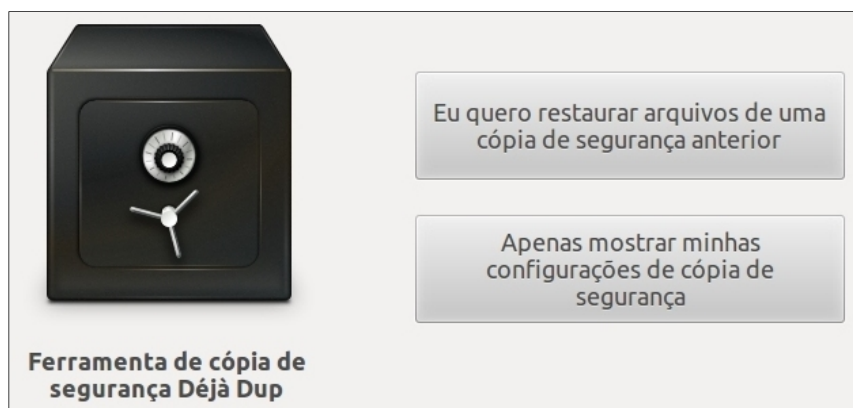 Eu quero restaurar arquivos de uma
cópia de segurança anterior
Apenas mostrar minhas
configurações de cópia de
segurança
Ferramenta de cópia de
segurança Déjà Dup